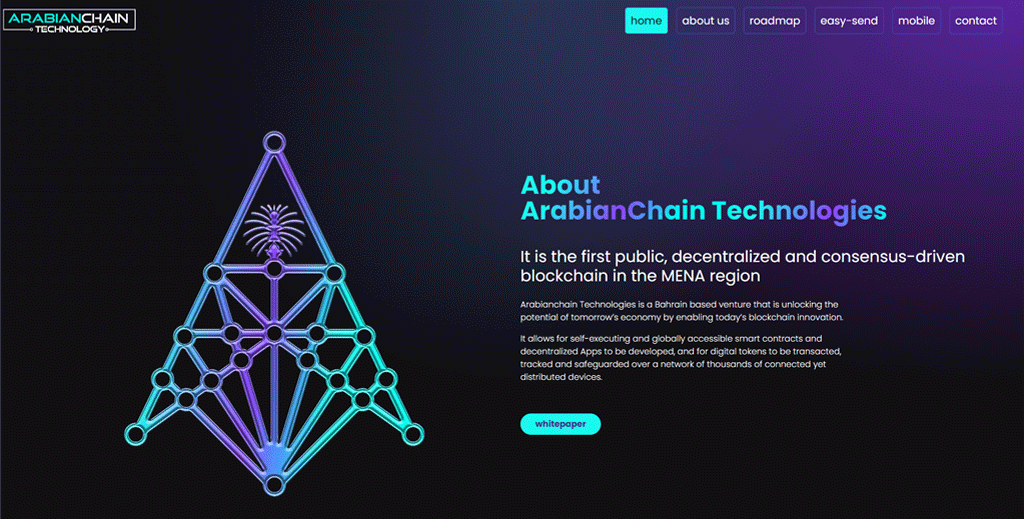 ARABIANCHAIN
TECHNOLOGY
home
about us
roadmap
easy-send
mobile
contact
About
ArabianChain Technologies
It is the first public, decentralized and consensus-driven
blockchain in the MENA region
Arabianchain Technologies is a Bahrain based venture that is unlocking the
potential of tomorrow's economy by enabling today's blockchain innovation.
It allows for self-executing and globally accessible smart contracts and
decentralized Apps to be developed, and for digital tokens to be transacted,
tracked and safeguarded over a network of thousands of connected yet
distributed devices.
whitepaper